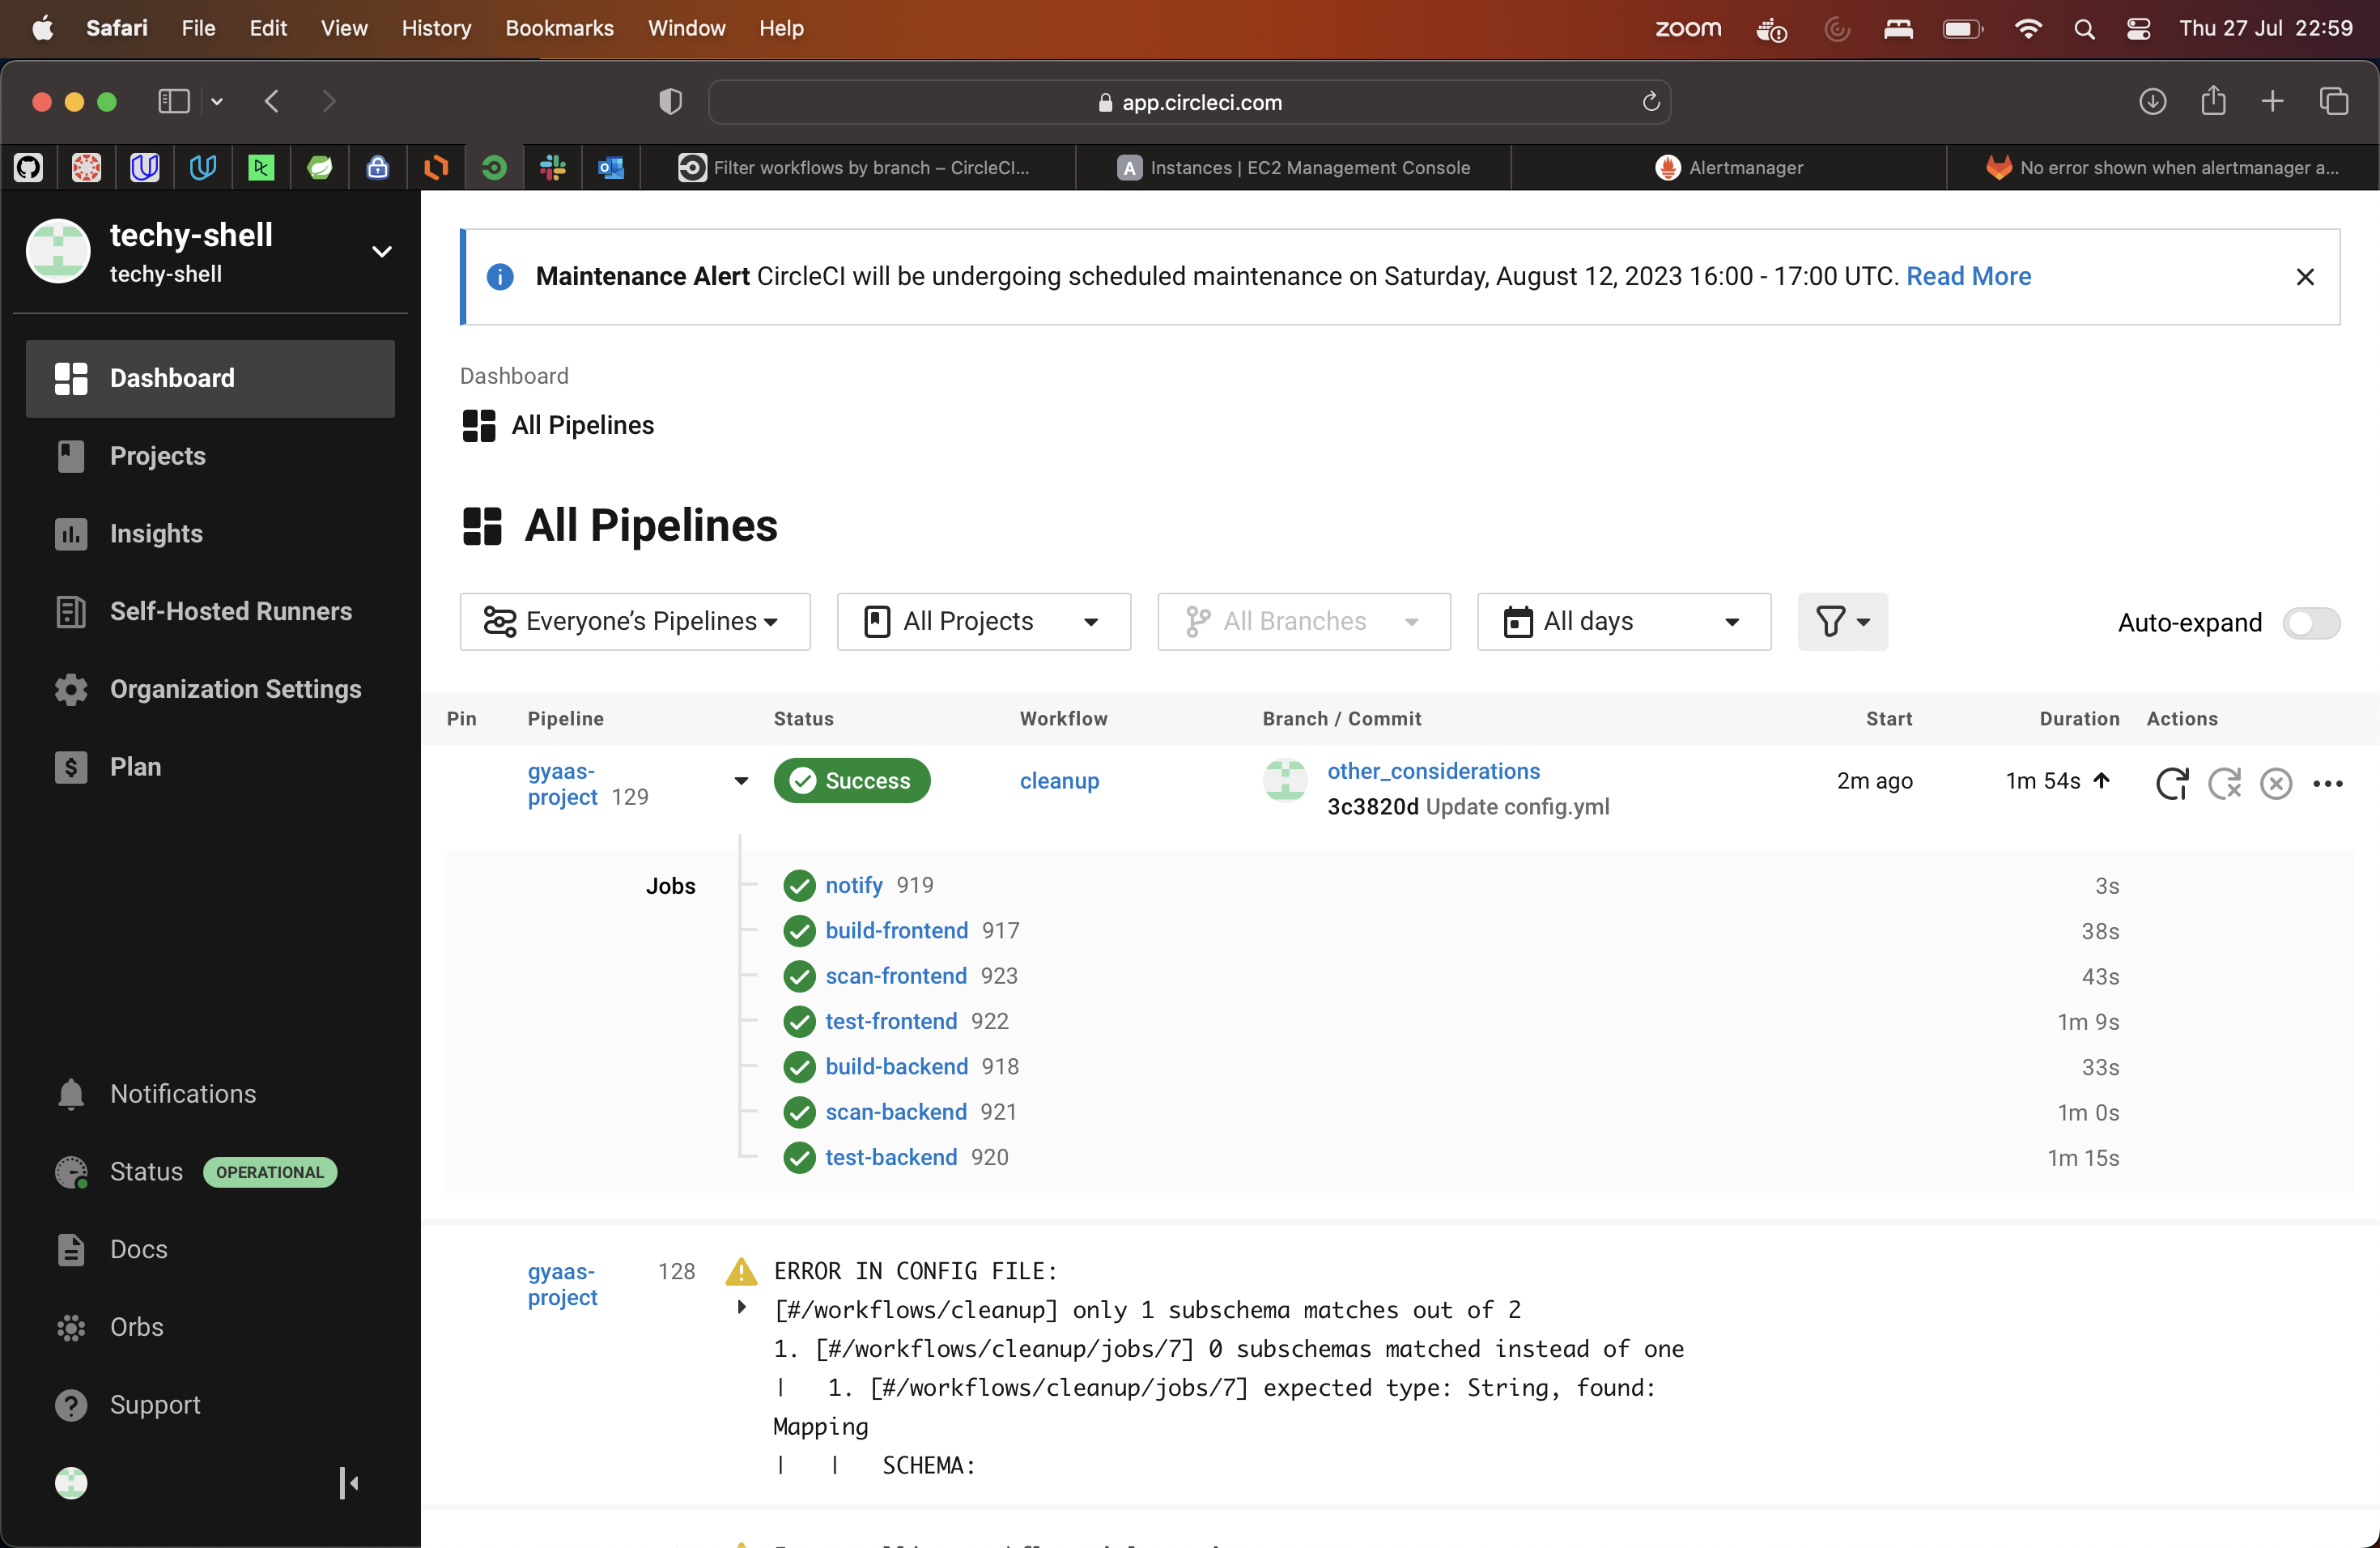 Safari File Edit View History Bookmarks Window Help zoom Thu 27 Jul 22:59
app.circleci.com
Filter workflows by branch – CircleCI... A Instances | EC2 Management Console Alertmanager No error shown when alertmanager a...
techy-shell
techy-shell
Dashboard
Projects
Insights
Self-Hosted Runners
Organization Settings
Plan
Notifications
Status OPERATIONAL
Docs
Orbs
Support
Maintenance Alert CircleCI will be undergoing scheduled maintenance on Saturday, August 12, 2023 16:00 - 17:00 UTC. Read More
Dashboard
All Pipelines
All Pipelines
Everyone’s Pipelines All Projects All Branches All days Auto-expand
Pin Pipeline Status Workflow Branch / Commit Start Duration Actions
gyaas-project 129 Success cleanup other_considerations 2m ago 1m 54s
3c3820d Update config.yml
Jobs notify 919 3s
build-frontend 917 38s
scan-frontend 923 43s
test-frontend 922 1m 9s
build-backend 918 33s
scan-backend 921 1m 0s
test-backend 920 1m 15s
gyaas-project 128 ERROR IN CONFIG FILE:
[#/workflows/cleanup] only 1 subschema matches out of 2
1. [#/workflows/cleanup/jobs/7] 0 subschemas matched instead of one
| 1. [#/workflows/cleanup/jobs/7] expected type: String, found:
Mapping
| | SCHEMA: